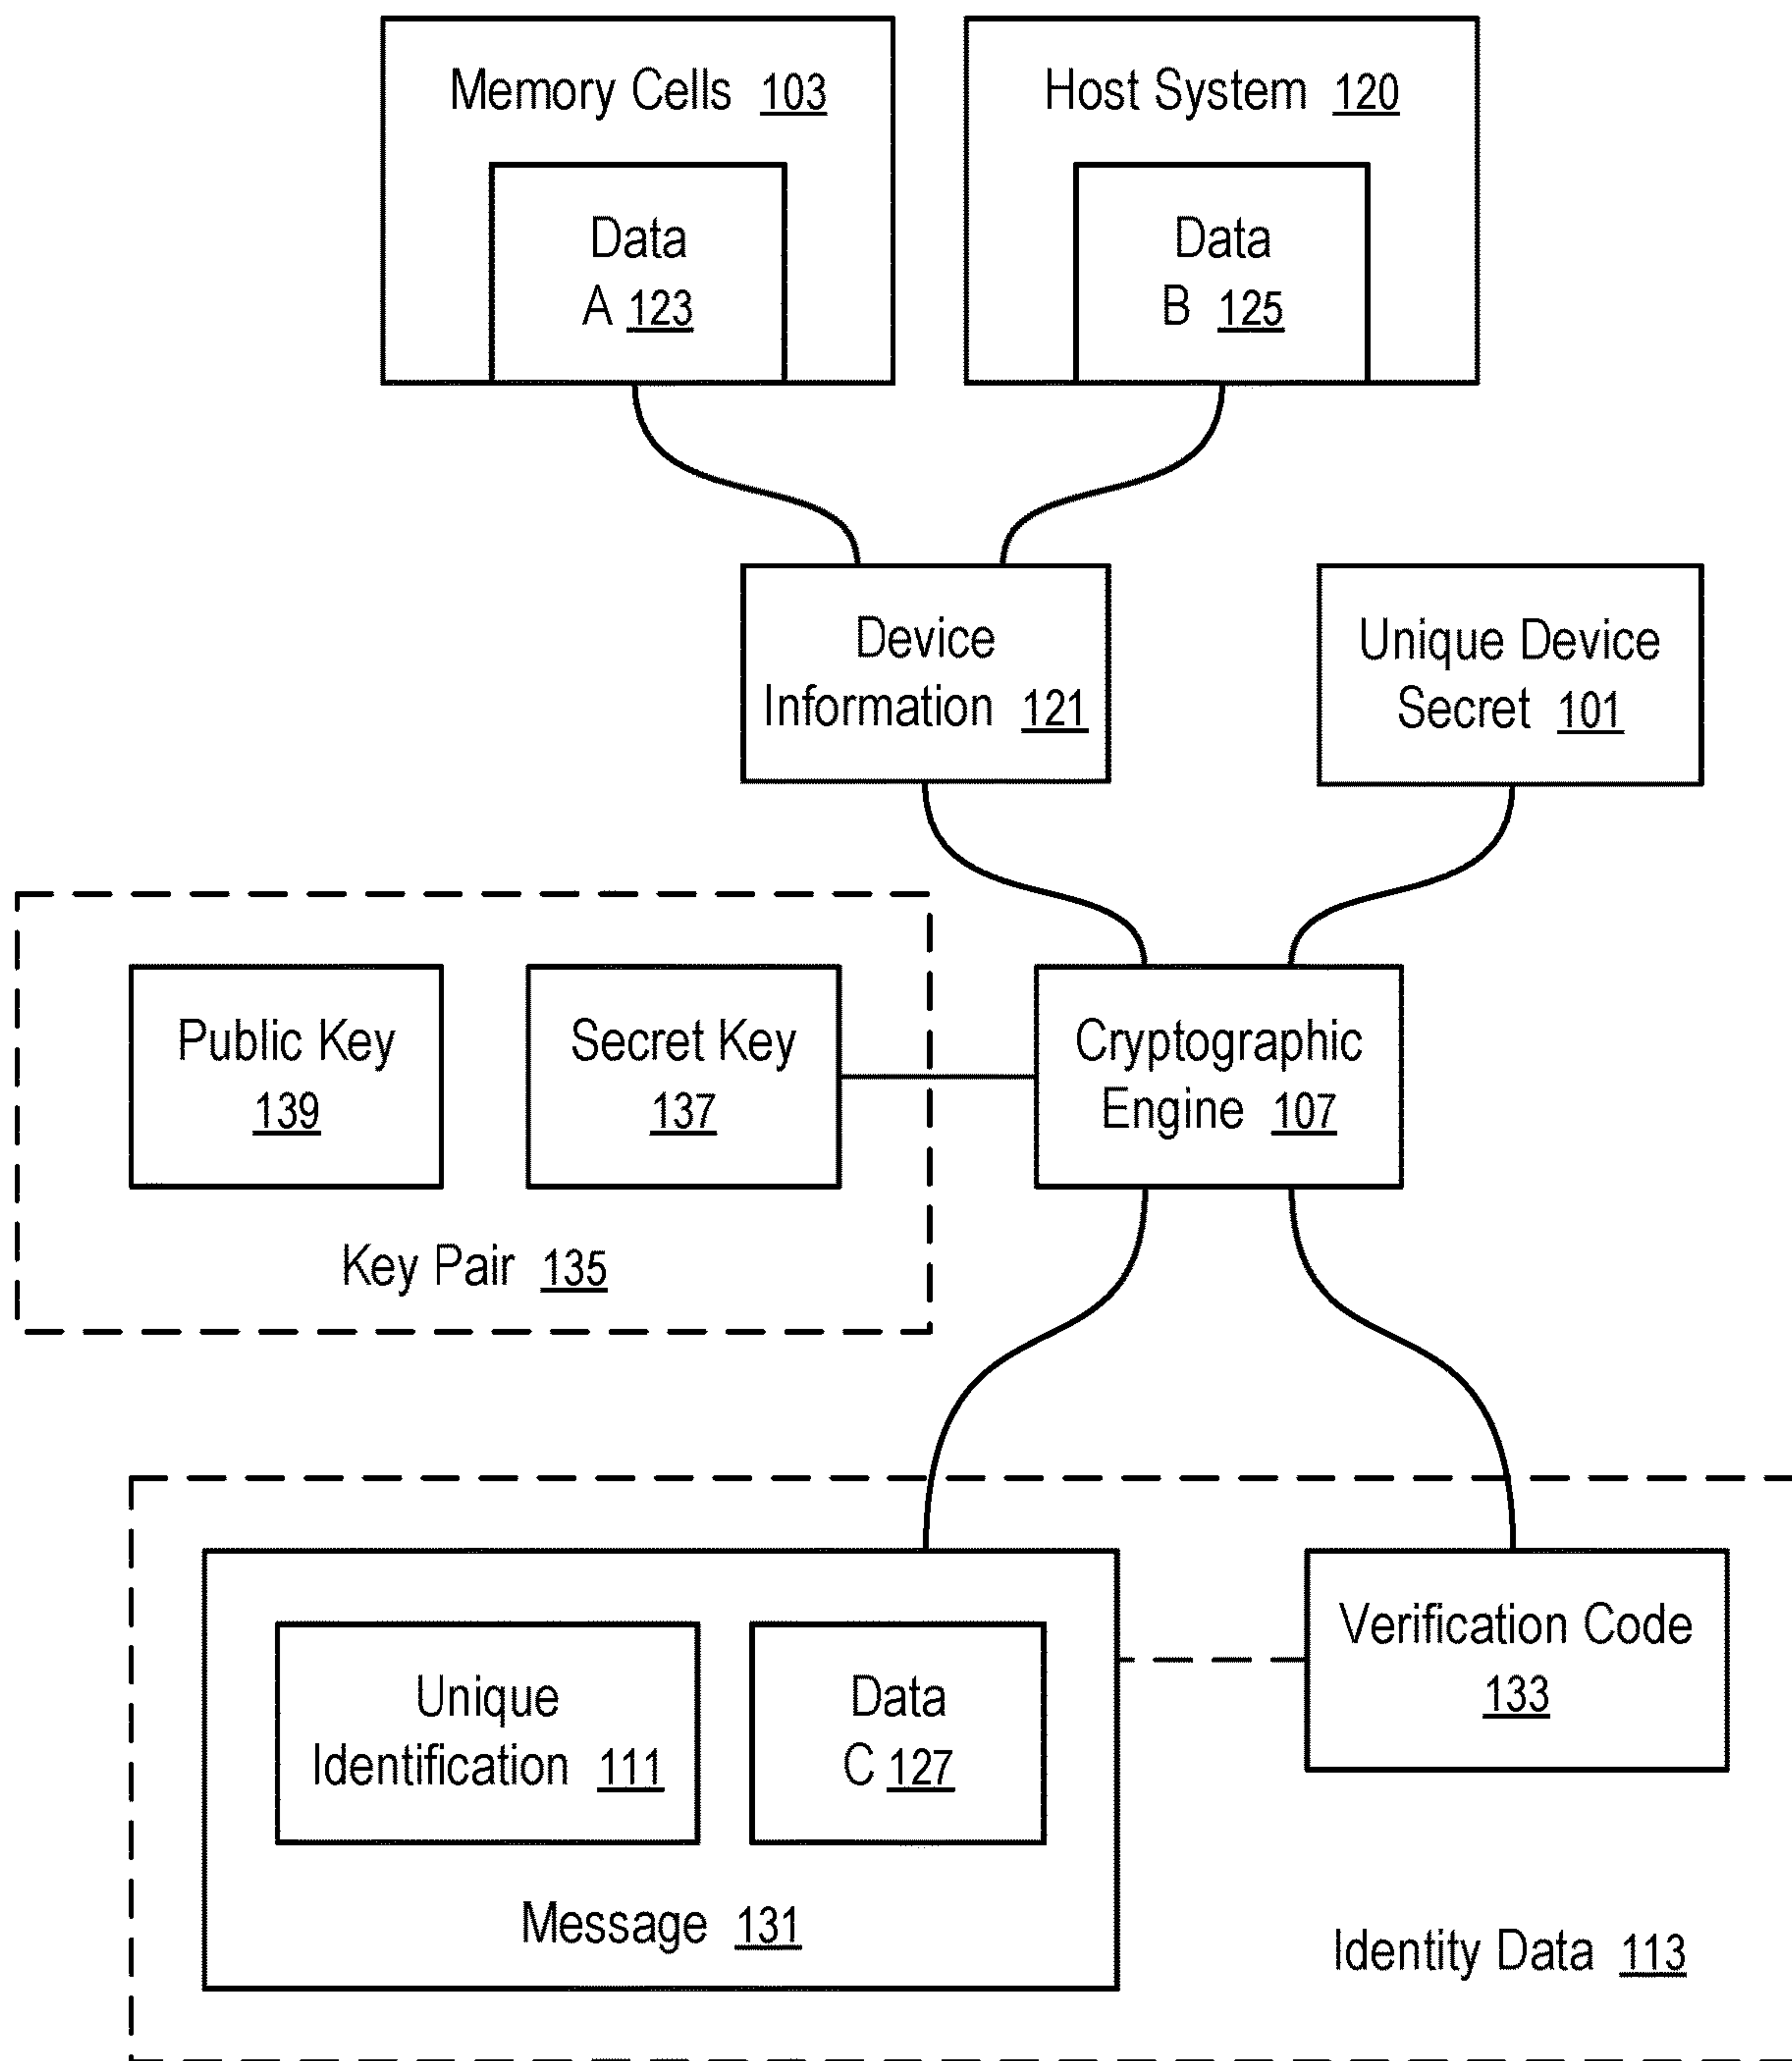 Memory Cells 103
Data
A 123
Host System 120
Data
B 125
Device
Information 121
Unique Device
Secret 101
Public Key
139
Secret Key
137
Key Pair 135
Cryptographic
Engine 107
Unique
Identification 111
Data
C 127
Message 131
Verification Code
133
Identity Data 113